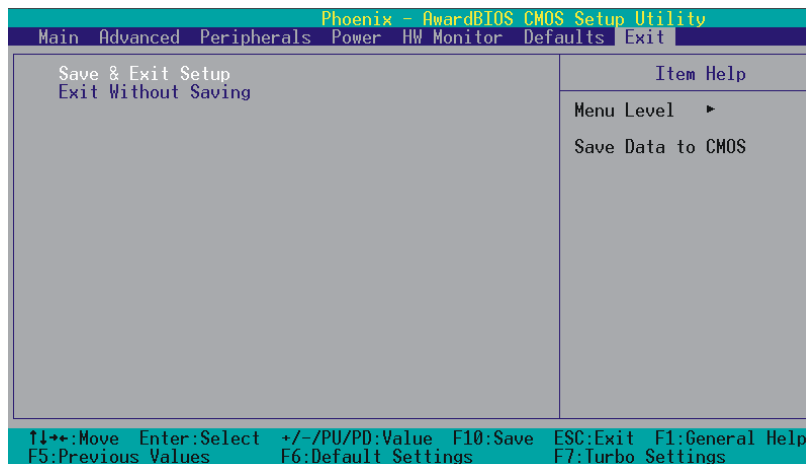 Phoenix - AwardBIOS CMOS Setup Utility
Main Advanced Peripherals Power HW Monitor Defaults Exit
Save & Exit Setup
Exit Without Saving
Item Help
Menu Level ►
Save Data to CMOS
↑↓→←:Move Enter:Select +/-/PU/PD:Value F10:Save ESC:Exit F1:General Help
F5:Previous Values F6:Default Settings F7:Turbo Settings